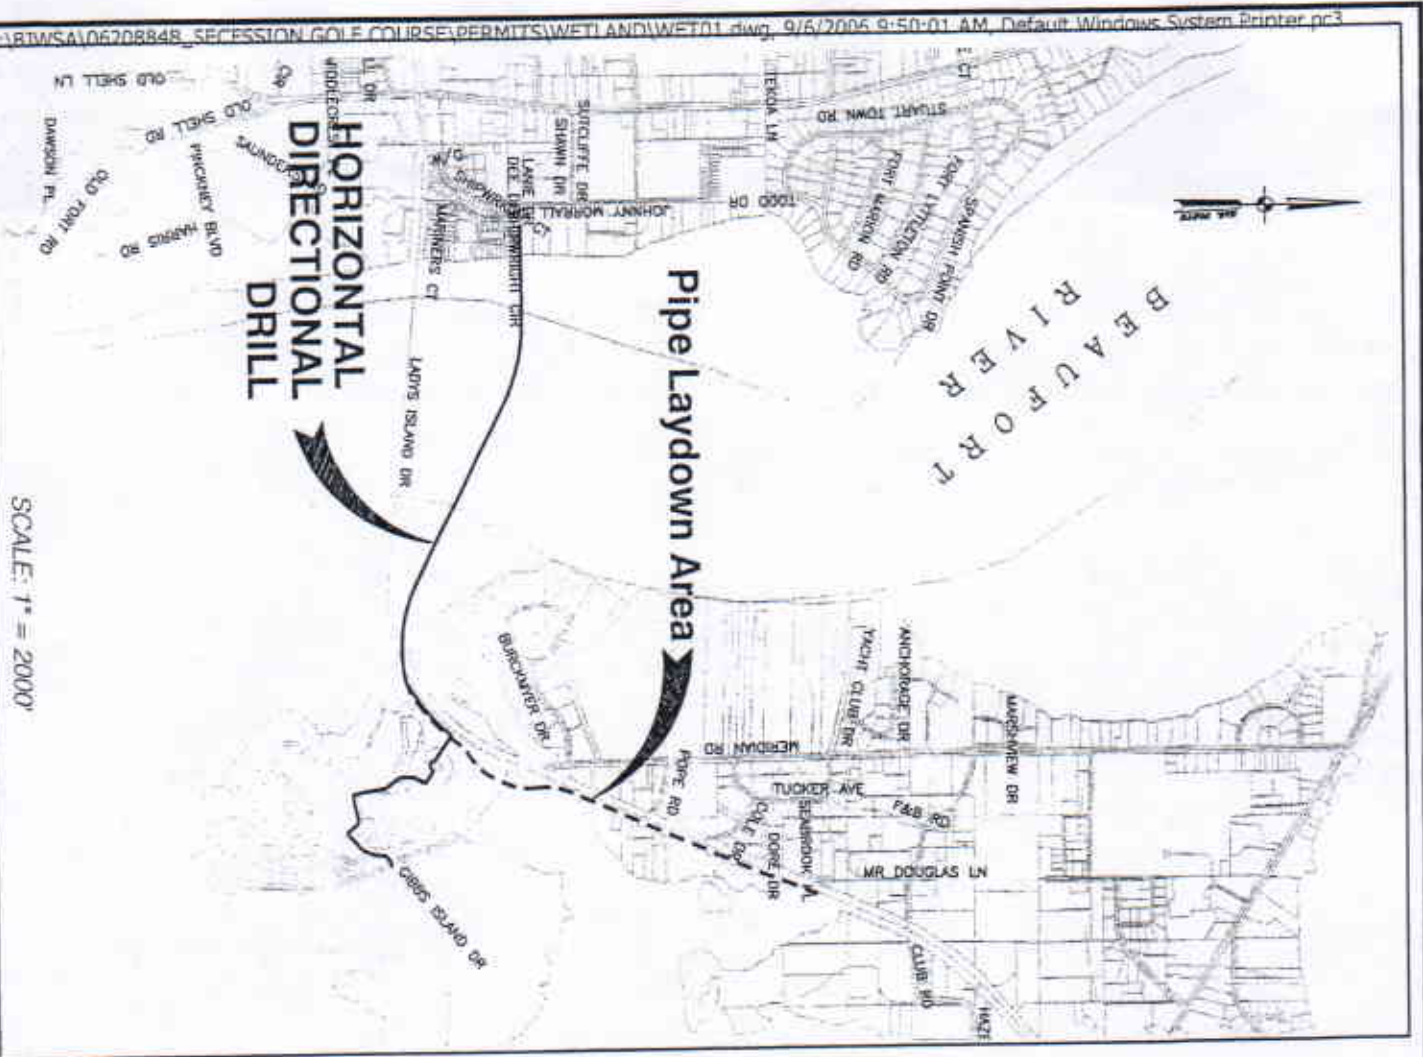 :\BJWSA\06208848_SECESSION GOLF COURSE\PERMITS\WETLAND\WET01.dwg, 9/6/2006 9:50:01 AM, Default Windows System Printer.pc3
OLD SHELL LN
OLD SHELL RD
DAWSON PL
OLD FORT RD
PINCKNEY BLVD
HARRIS RD
LL DR
MARINERS CT
LANIE
SHAWN DR
SUTCLIFFE DR
JOHNNY MORRALL
TEKOA LN
TODD DR
E CT
STUART TOWN RD
FORT MARION RD
FORT LYTTLETON RD
SPANISH POINT DR
BEAUFORT
RIVER
HORIZONTAL
DIRECTIONAL
DRILL
LADYS ISLAND DR
Pipe Laydown Area
BURCKMYER DR
ANCHORAGE DR
YACHT CLUB DR
MARSHVIEW DR
MERIDIAN RD
POPE RD
TUCKER AVE
F&B RD
SEABROOK
DORE DR
COLE
MR DOUGLAS LN
CLUB RD
HAZE
GIBBS ISLAND DR
SCALE: 1" = 2000'